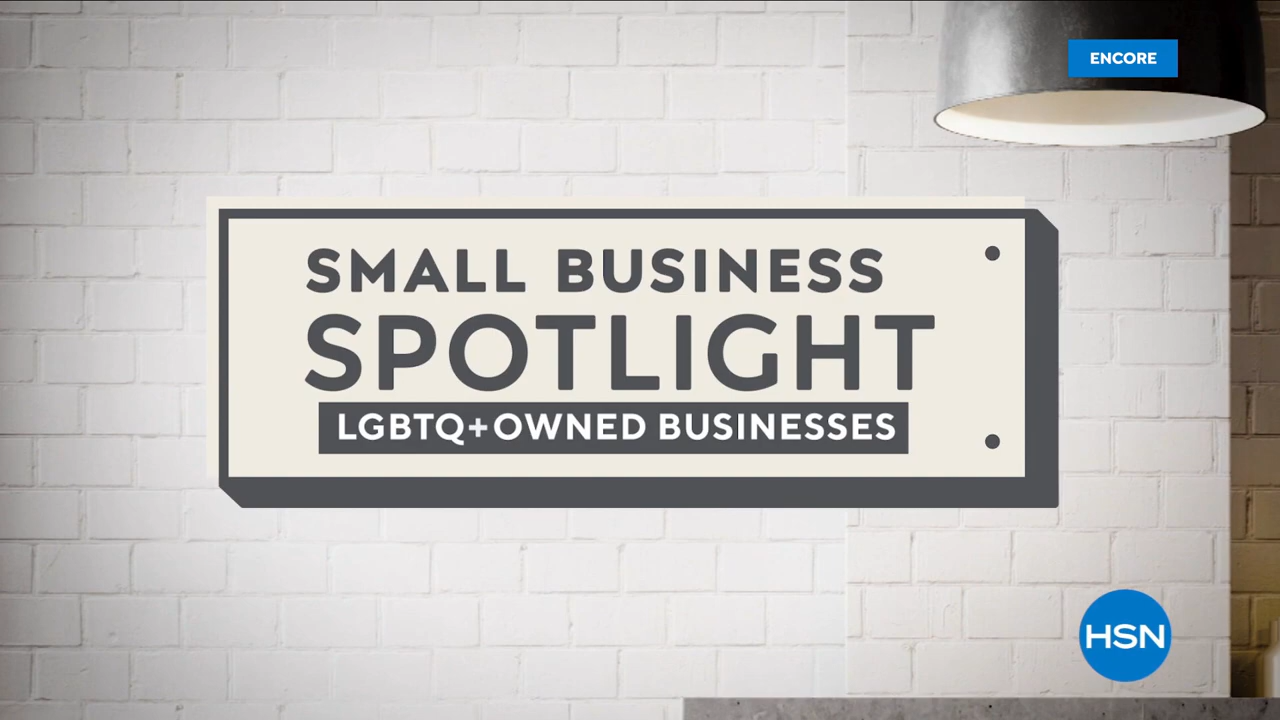 ENCORE
SMALL BUSINESS
SPOTLIGHT
LGBTQ+OWNED BUSINESSES
HSN